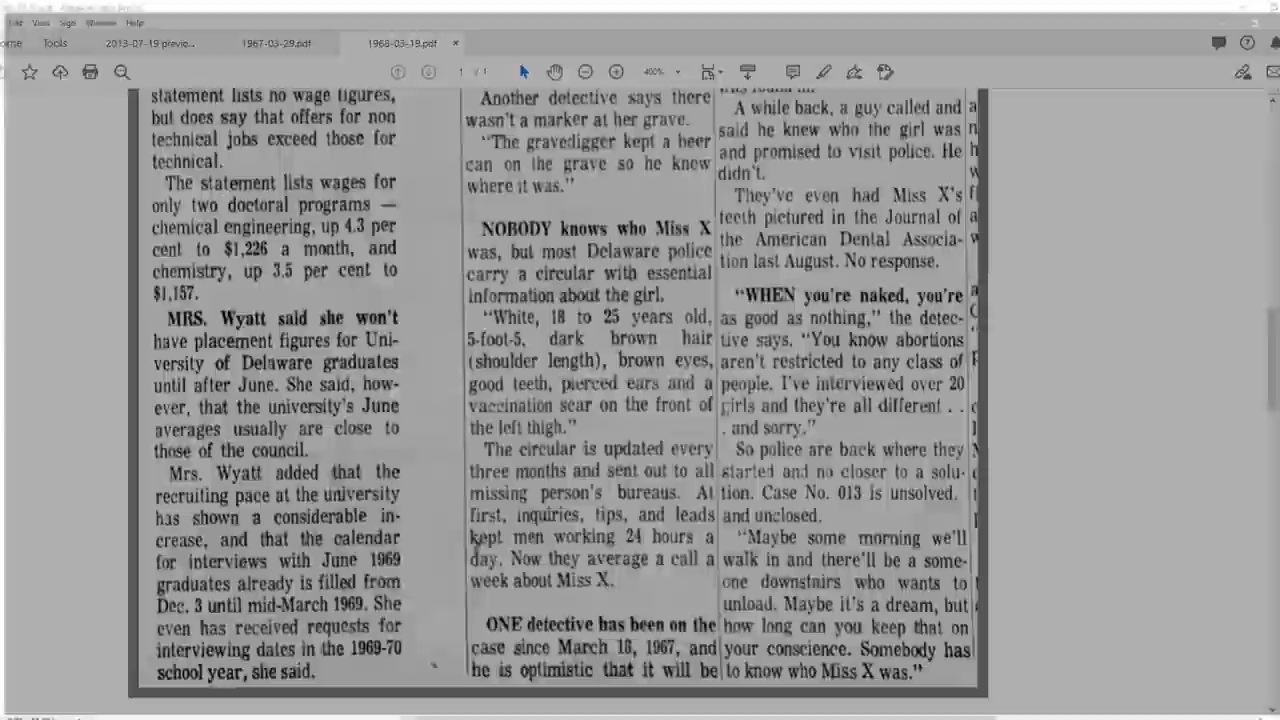 View Sign Window Help
Tools 2013-07-19 previo... 1967-03-29.pdf 1968-03-18.pdf ×
1 / 1 400%
statement lists no wage figures,
but does say that offers for non
technical jobs exceed those for
technical.
The statement lists wages for
only two doctoral programs —
chemical engineering, up 4.3 per
cent to $1,226 a month, and
chemistry, up 3.5 per cent to
$1,157.
MRS. Wyatt said she won't
have placement figures for Uni-
versity of Delaware graduates
until after June. She said, how-
ever, that the university's June
averages usually are close to
those of the council.
Mrs. Wyatt added that the
recruiting pace at the university
has shown a considerable in-
crease, and that the calendar
for interviews with June 1969
graduates already is filled from
Dec. 3 until mid-March 1969. She
even has received requests for
interviewing dates in the 1969-70
school year, she said.
Another detective says there
wasn't a marker at her grave.
"The gravedigger kept a beer
can on the grave so he knew
where it was."
NOBODY knows who Miss X
was, but most Delaware police
carry a circular with essential
information about the girl.
"White, 18 to 25 years old,
5-foot-5, dark brown hair
(shoulder length), brown eyes,
good teeth, pierced ears and a
vaccination scar on the front of
the left thigh."
The circular is updated every
three months and sent out to all
missing person's bureaus. At
first, inquiries, tips, and leads
kept men working 24 hours a
day. Now they average a call a
week about Miss X.
ONE detective has been on the
case since March 18, 1967, and
he is optimistic that it will be
A while back, a guy called and
said he knew who the girl was
and promised to visit police. He
didn't.
They've even had Miss X's
teeth pictured in the Journal of
the American Dental Associa-
tion last August. No response.
"WHEN you're naked, you're
as good as nothing," the detec-
tive says. "You know abortions
aren't restricted to any class of
people. I've interviewed over 20
girls and they're all different . .
. and sorry."
So police are back where they
started and no closer to a solu-
tion. Case No. 013 is unsolved,
and unclosed.
"Maybe some morning we'll
walk in and there'll be a some-
one downstairs who wants to
unload. Maybe it's a dream, but
how long can you keep that on
your conscience. Somebody has
to know who Miss X was."